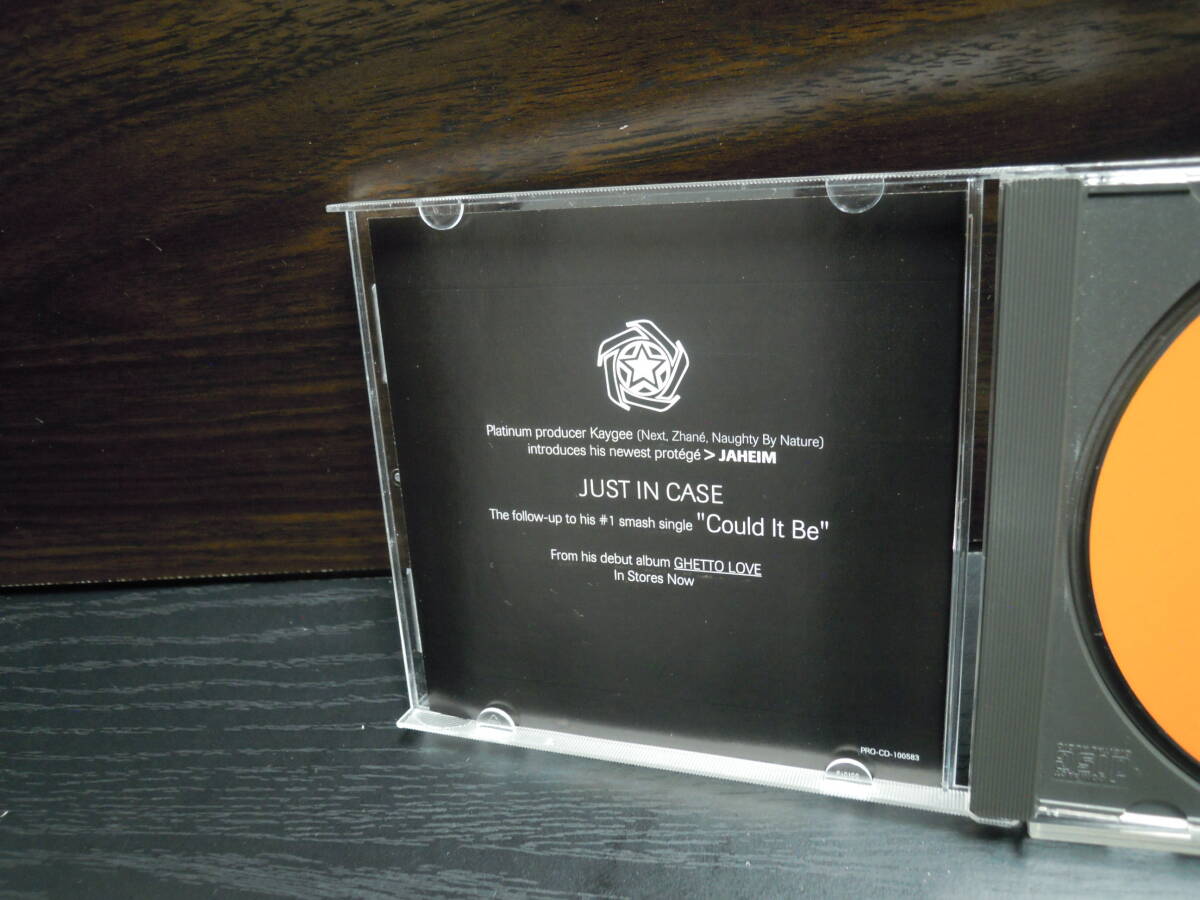 Platinum producer Kaygee (Next, Zhané, Naughty By Nature)
introduces his newest protégé > JAHEIM
JUST IN CASE
The follow-up to his #1 smash single "Could It Be"
From his debut album GHETTO LOVE
In Stores Now
PRO-CD-100583